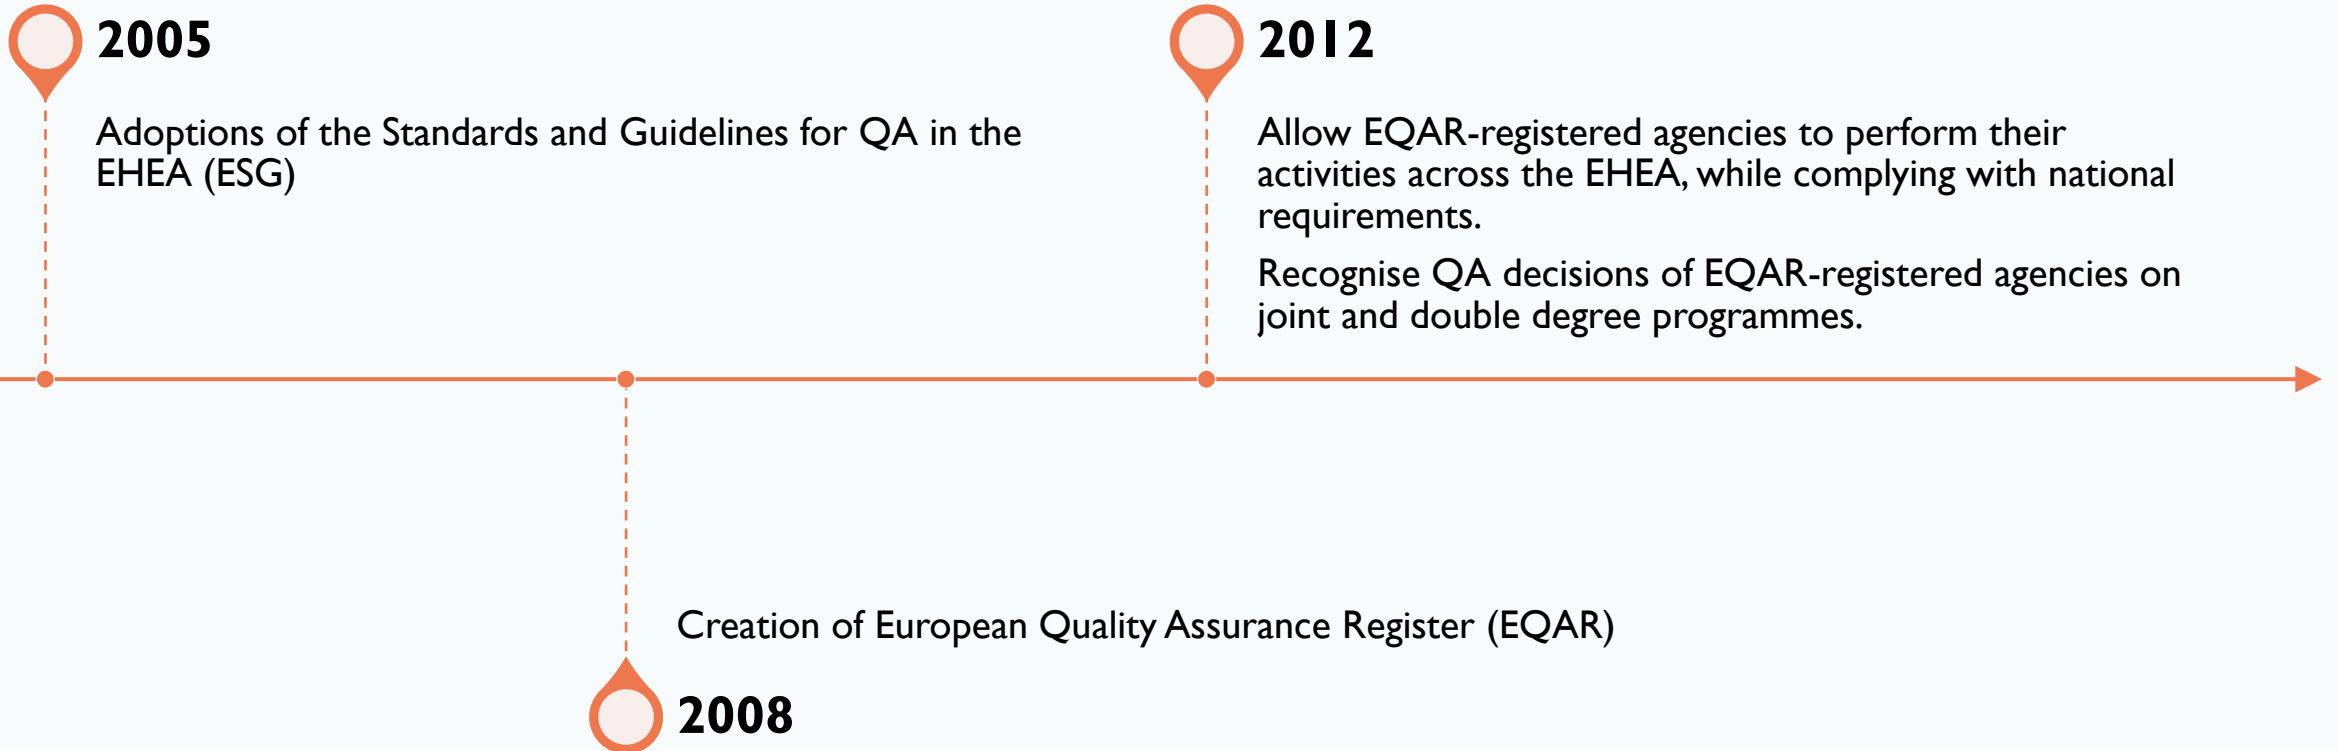 2005
Adoptions of the Standards and Guidelines for QA in the
EHEA (ESG)
Creation of European Quality Assurance Register (EQAR)
2008
2012
Allow EQAR-registered agencies to perform their
activities across the EHEA, while complying with national
requirements.
Recognise QA decisions of EQAR-registered agencies on
joint and double degree programmes.